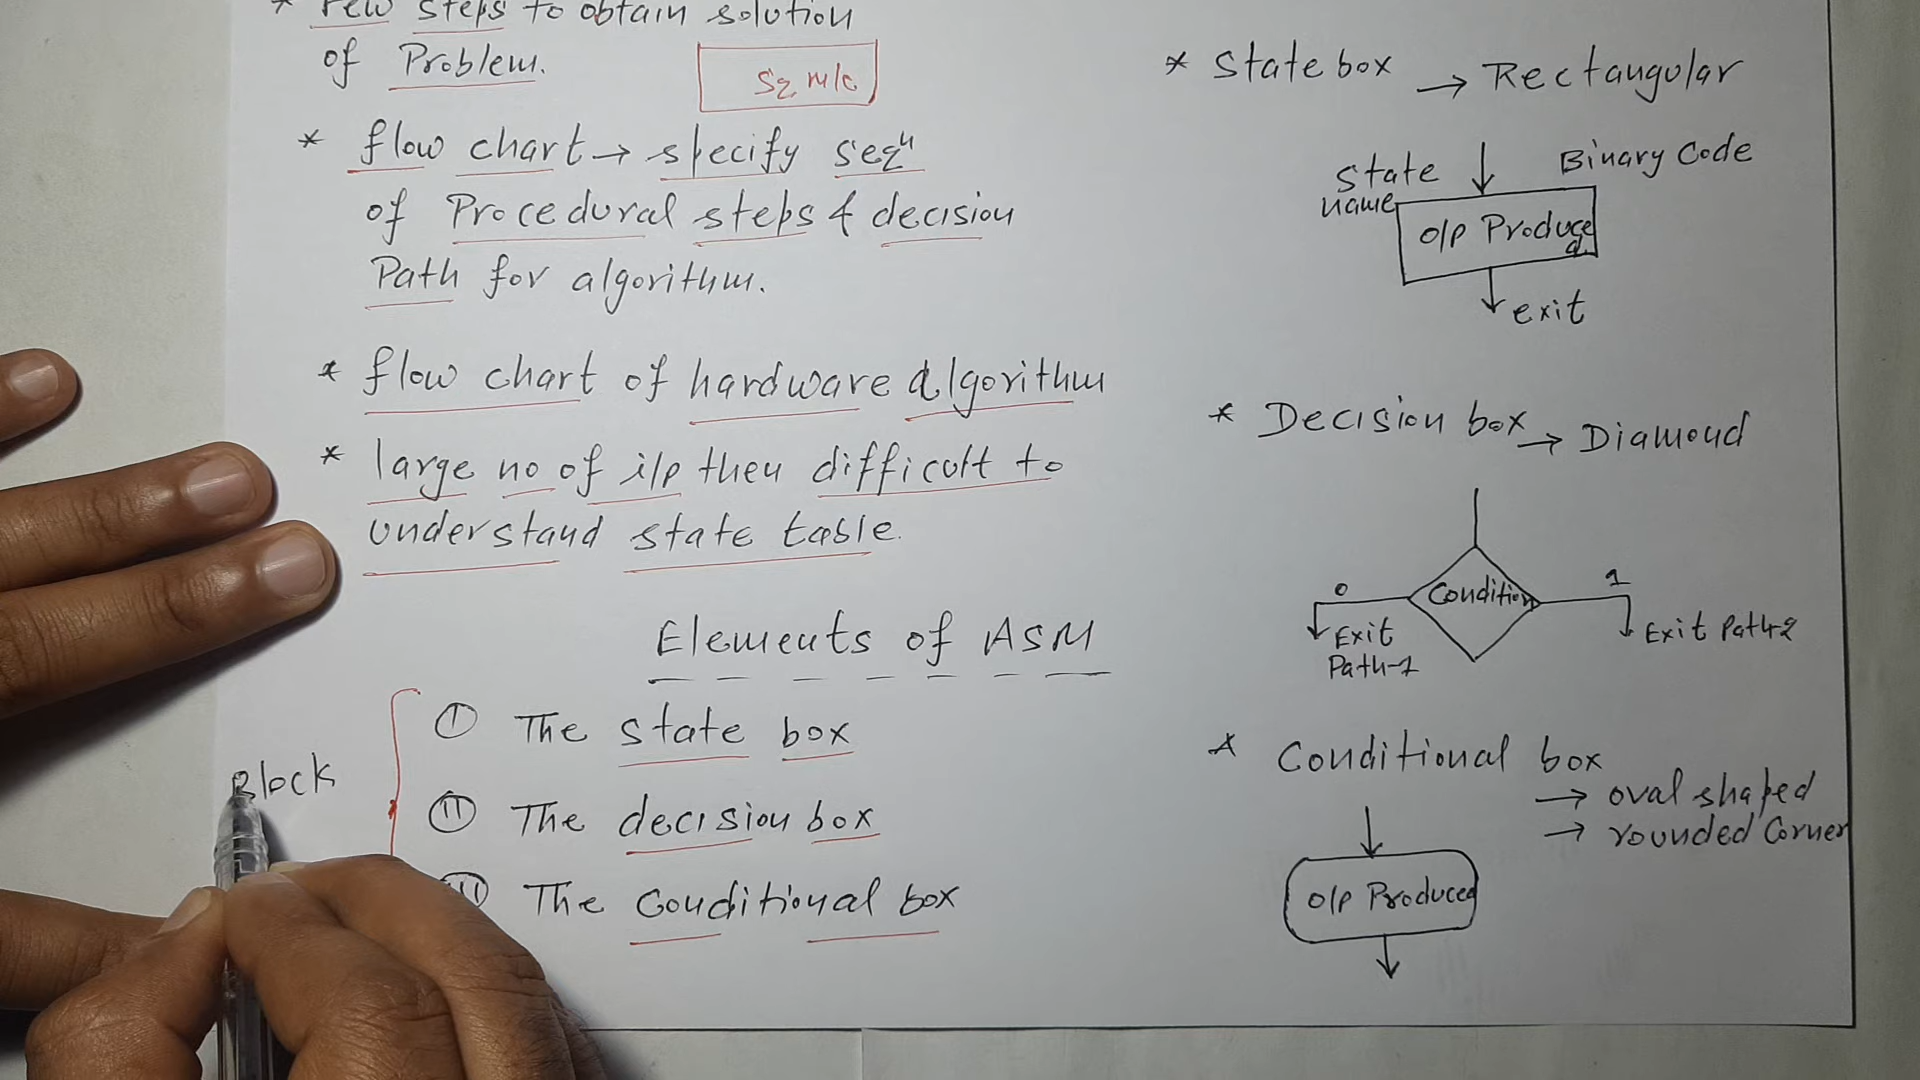 * Few steps to obtain solution
of Problem.
Sq m/c
* flow chart → specify seqⁿ
of Procedural steps & decision
Path for algorithm.
* flow chart of hardware algorithm
* large no of i/p then difficult to
understand state table.
Elements of ASM
Block
I The state box
II The decision box
III The Conditional box
* State box → Rectangular
State name
Binary Code
O/P Produced
exit
* Decision box → Diamond
Condition
0
1
Exit Path-1
Exit Path-2
* Conditional box
→ oval shaped
→ rounded Corner
O/P Produced